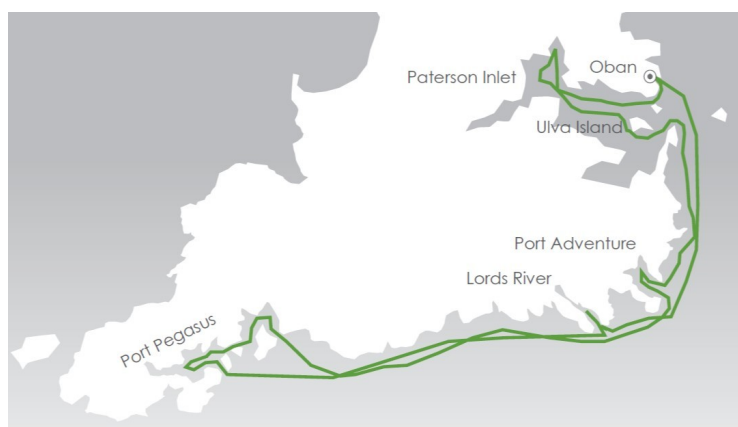 Oban
Paterson Inlet
Ulva Island
Port Adventure
Lords River
Port Pegasus